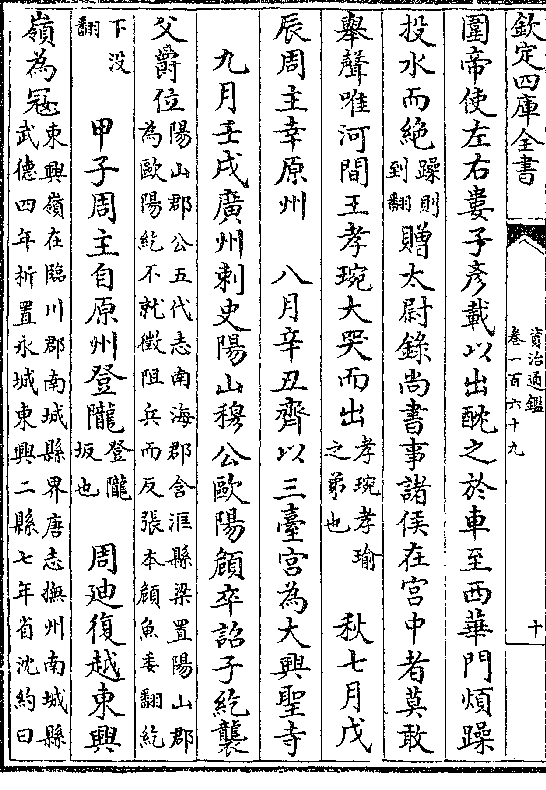 欽定四庫全書
資治通鑑
卷一百六十九
十
圍帝使左右婁子彦載以出酖之於車至西華門煩躁
投水而絶躁則到翻贈太尉錄尚書事諸侯在宫中者莫敢
舉聲唯河間王孝琬大哭而出孝琬孝瑜之弟也 秋七月戊
辰周主幸原州 八月辛丑齊以三臺宫為大興聖寺
九月壬戌廣州刺史陽山穆公歐陽頠卒詔子紇襲
父爵位陽山郡公五代志南海郡含洭縣梁置陽山郡為歐陽紇不就徵阻兵而反張本頠魚委翻紇
下没翻 甲子周主自原州登隴登隴坂也 周廸復越東興
嶺為冦東興嶺在臨川郡南城縣界唐志撫州南城縣武德四年析置永城東興二縣七年省沈約曰